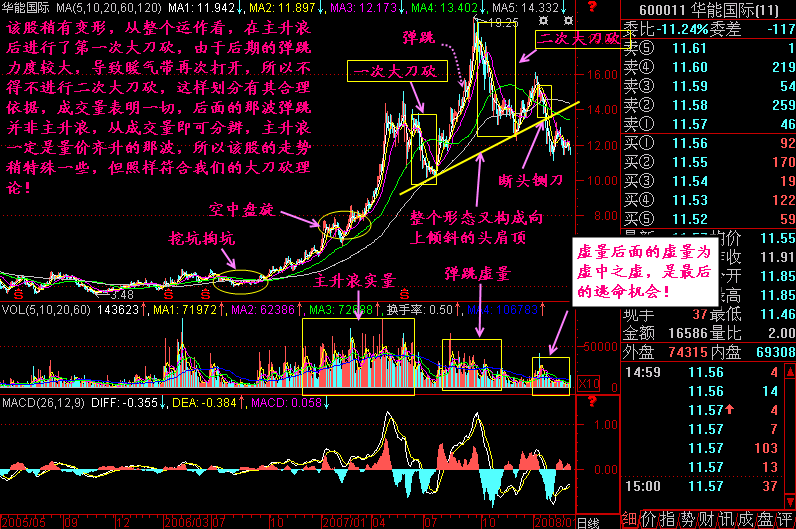 华能国际 MA(5,10,20,60,120) MA1: 11.942↓, MA2: 11.897↓, MA3: 12.173↓, MA4: 13.402↓, MA5: 14.332↓
该股稍有变形，从整个运作看，在主升浪
后进行了第一次大刀砍，由于后期的弹跳
力度较大，导致暖气带再次打开，所以不
得不进行二次大刀砍，这样划分有其合理
依据，成交量表明一切，后面的那波弹跳
并非主升浪，从成交量即可分辨，主升浪
一定是量价齐升的那波，所以该股的走势
稍特殊一些，但照样符合我们的大刀砍理
论！
弹跳
19.25
二次大刀砍
一次大刀砍
断头铡刀
空中盘旋
挖坑掏坑
整个形态又构成向
上倾斜的头肩顶
主升浪实量
弹跳虚量
虚量后面的虚量为
虚中之虚，是最后
的逃命机会！
3.48
S
S
S
S
?
16.00
14.00
12.00
10.00
8.00
VOL(5,10,20,60) 143623↑, MA1: 71972↑, MA2: 62386↑, MA3: 72688↑, 换手率: 0.50↑, MA4: 106783↑
50000
X10
MACD(26,12,9) DIFF: -0.355↓, DEA: -0.384↑, MACD: 0.058↓
?
1.00
0.00
2005/05 09 12 2006/03 07 10 2007/01 04 07 10 2008/0 日线
600011 华能国际(11)
委比 -11.24% 委差 -117
卖⑤ 11.61 1
卖④ 11.60 219
卖③ 11.59 54
卖② 11.58 259
卖① 11.57 46
买① 11.56 92
买② 11.55 170
买③ 11.54 19
买④ 11.53 122
买⑤ 11.52 59
均价 11.55
11.91
11.85
最高 11.85
现手 37 最低 11.46
金额 16586 量比 2.00
外盘 74315 内盘 69308
14:59 11.56 4
11.56 14
11.57↑ 4
11.57 7
11.57 103
11.57 13
15:00 11.57 37
细 价 指 势 财 讯 成 盘 评